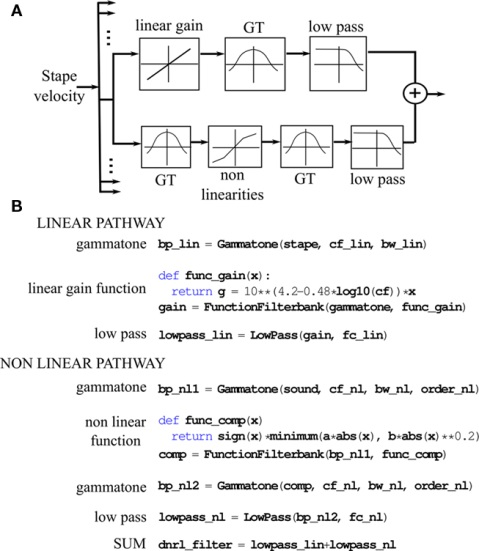 A
linear gain
GT
low pass
Stape
velocity
+
GT
non
linearities
GT
low pass
B
LINEAR PATHWAY
gammatone bp_lin = Gammatone(stape, cf_lin, bw_lin)
def func_gain(x):
linear gain function return g = 10**(4.2-0.48*log10(cf))*x
gain = FunctionFilterbank(gammatone, func_gain)
low pass lowpass_lin = LowPass(gain, fc_lin)
NON LINEAR PATHWAY
gammatone bp_nl1 = Gammatone(sound, cf_nl, bw_nl, order_nl)
non linear def func_comp(x)
function return sign(x)*minimum(a*abs(x), b*abs(x)**0.2)
comp = FunctionFilterbank(bp_nl1, func_comp)
gammatone bp_nl2 = Gammatone(comp, cf_nl, bw_nl, order_nl)
low pass lowpass_nl = LowPass(bp_nl2, fc_nl)
SUM dnrl_filter = lowpass_lin+lowpass_nl